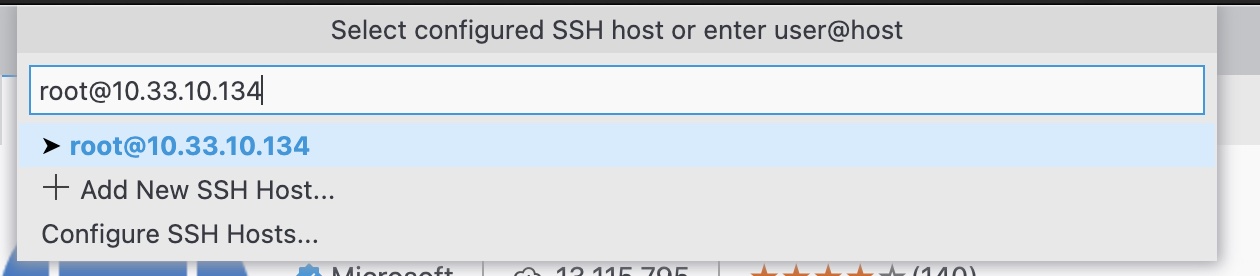 Select configured SSH host or enter user@host
root@10.33.10.134
➤ root@10.33.10.134
+ Add New SSH Host...
Configure SSH Hosts...
Microsoft | 13,115,795 | ★★★★☆ (140)